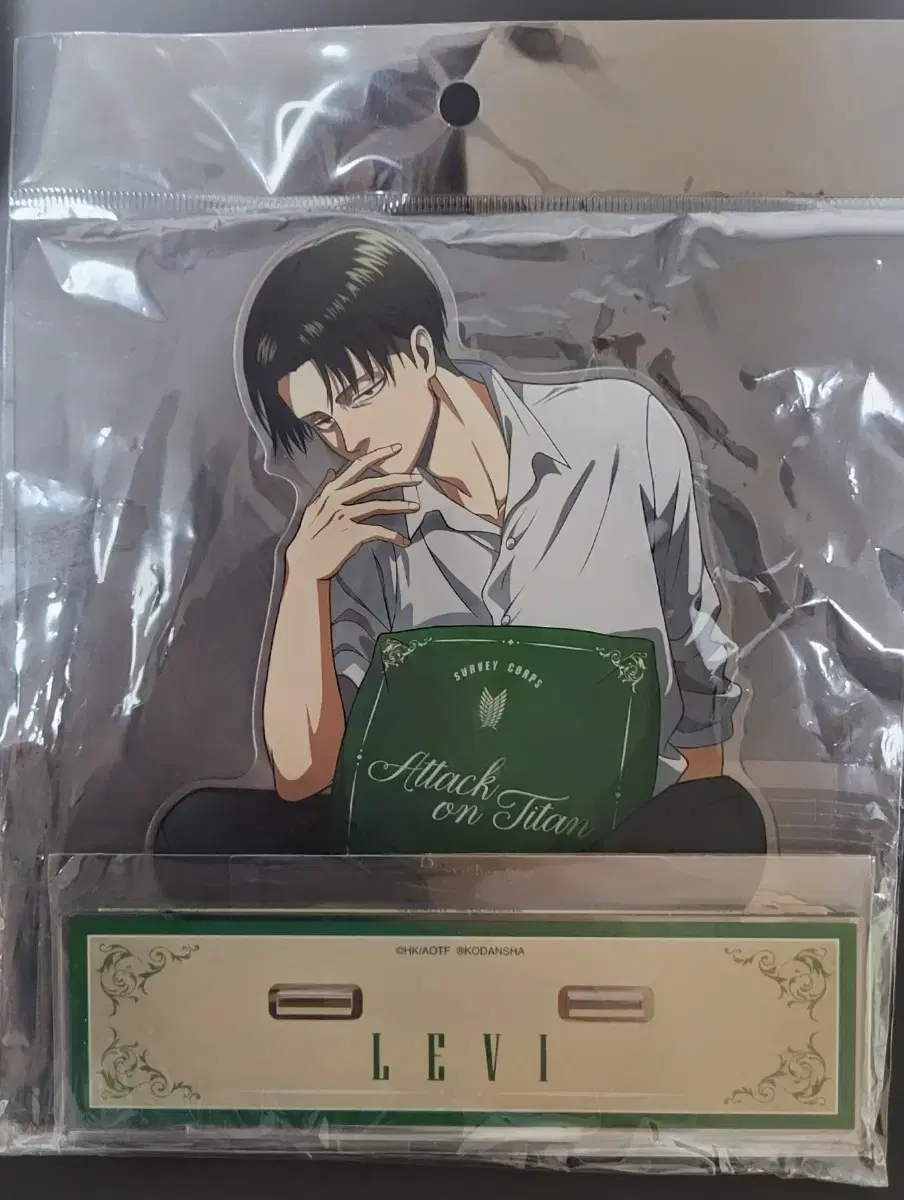 SURVEY CORPS
Attack
on Titan
©HK/AOTF ®KODANSHA
LEVI